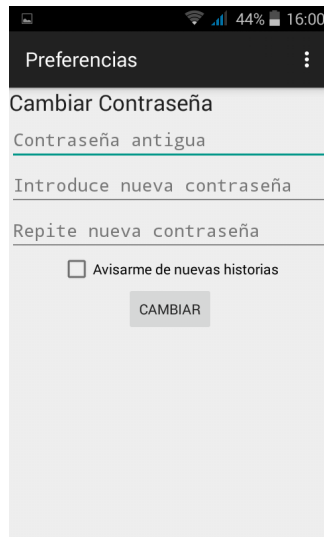 44% 16:00
Preferencias
Cambiar Contraseña
Contraseña antigua
Introduce nueva contraseña
Repite nueva contraseña
Avisarme de nuevas historias
CAMBIAR